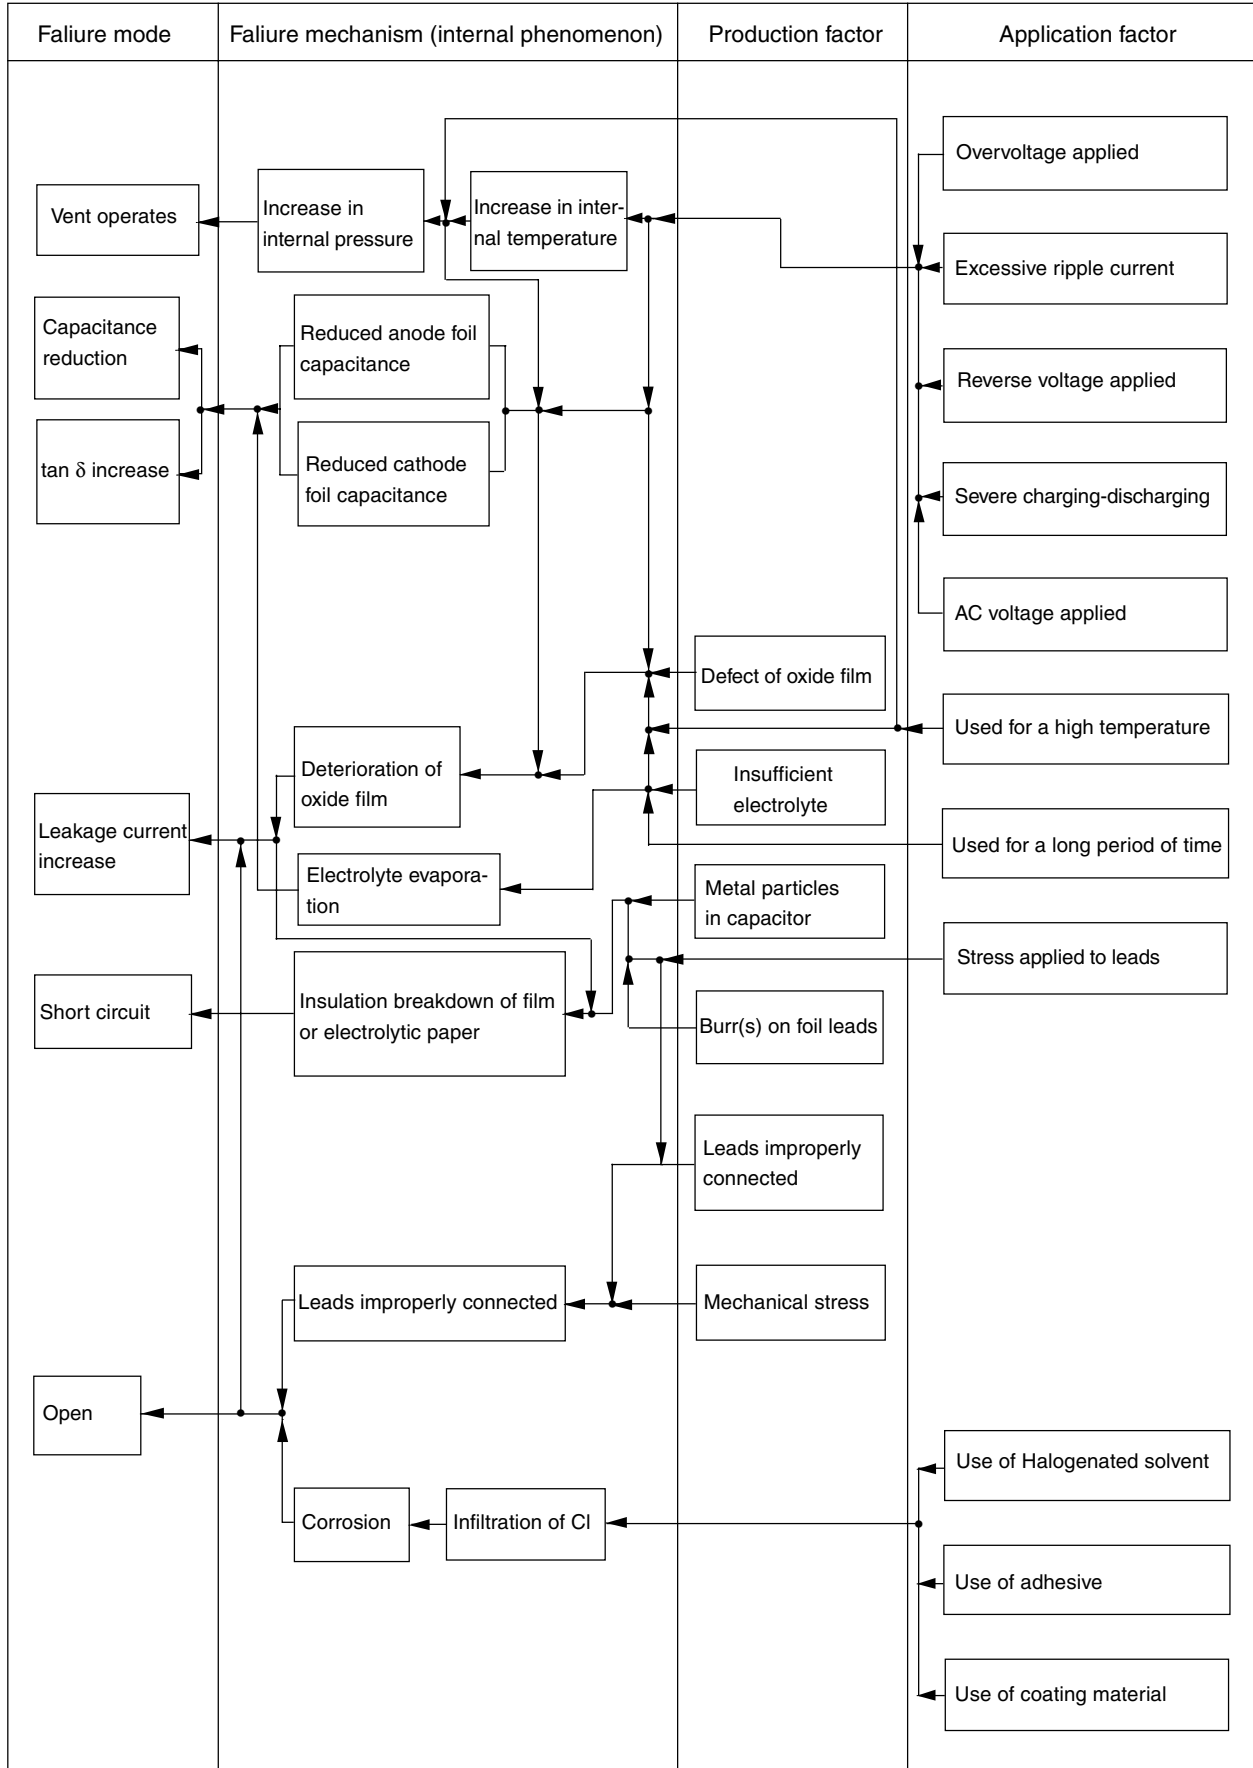 Faliure mode
Faliure mechanism (internal phenomenon)
Production factor
Application factor
Overvoltage applied
Vent operates
Increase in
internal pressure
Increase in inter-
nal temperature
Excessive ripple current
Capacitance
reduction
Reduced anode foil
capacitance
Reverse voltage applied
tan δ increase
Reduced cathode
foil capacitance
Severe charging-discharging
AC voltage applied
Defect of oxide film
Used for a high temperature
Deterioration of
oxide film
Insufficient
electrolyte
Leakage current
increase
Used for a long period of time
Electrolyte evapora-
tion
Metal particles
in capacitor
Stress applied to leads
Short circuit
Insulation breakdown of film
or electrolytic paper
Burr(s) on foil leads
Leads improperly
connected
Leads improperly connected
Mechanical stress
Open
Use of Halogenated solvent
Corrosion
Infiltration of Cl
Use of adhesive
Use of coating material